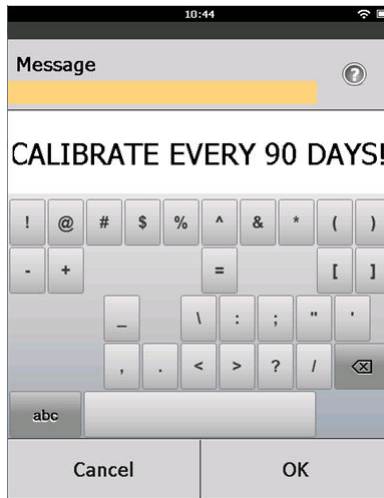 10:44
Message
?
CALIBRATE EVERY 90 DAYS!
! @ # $ % ^ & * ( )
- + = [ ]
_ \ : ; " '
, . < > ? /
abc
Cancel OK